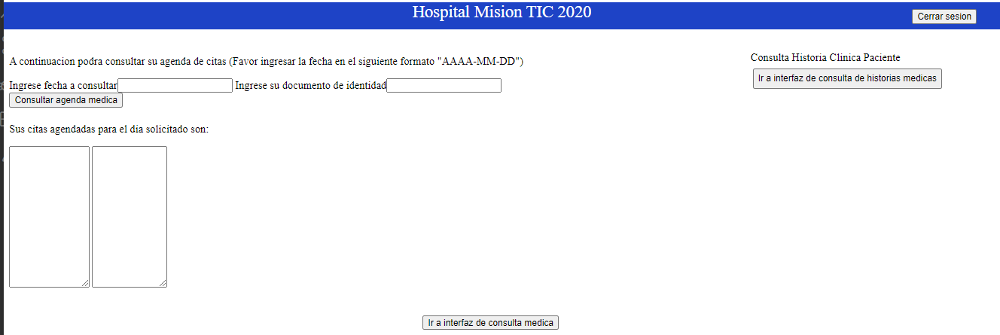 Hospital Mision TIC 2020
Cerrar sesion
A continuacion podra consultar su agenda de citas (Favor ingresar la fecha en el siguiente formato "AAAA-MM-DD")
Consulta Historia Clinica Paciente
Ir a interfaz de consulta de historias medicas
Ingrese fecha a consultar Ingrese su documento de identidad
Consultar agenda medica
Sus citas agendadas para el dia solicitado son:
Ir a interfaz de consulta medica